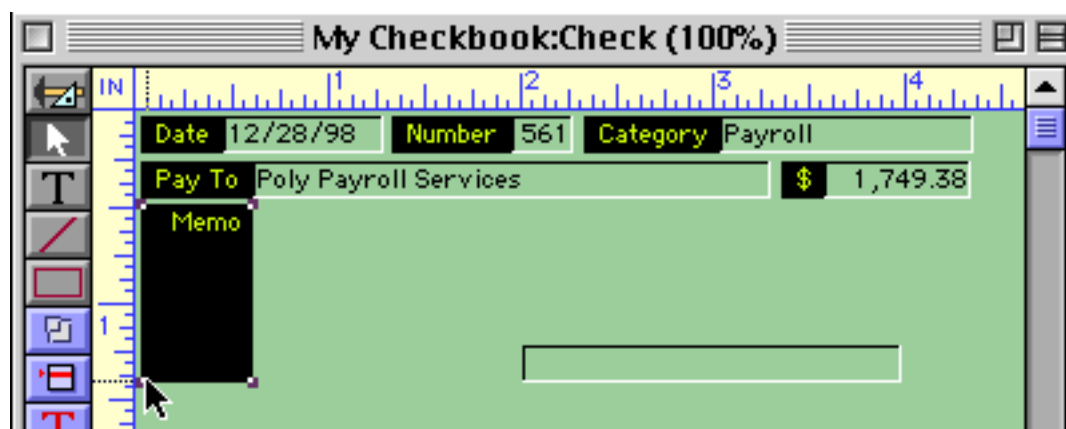 My Checkbook:Check (100%)
IN 1 2 3 4
Date 12/28/98 Number 561 Category Payroll
T Pay To Poly Payroll Services $ 1,749.38
Memo
1
T